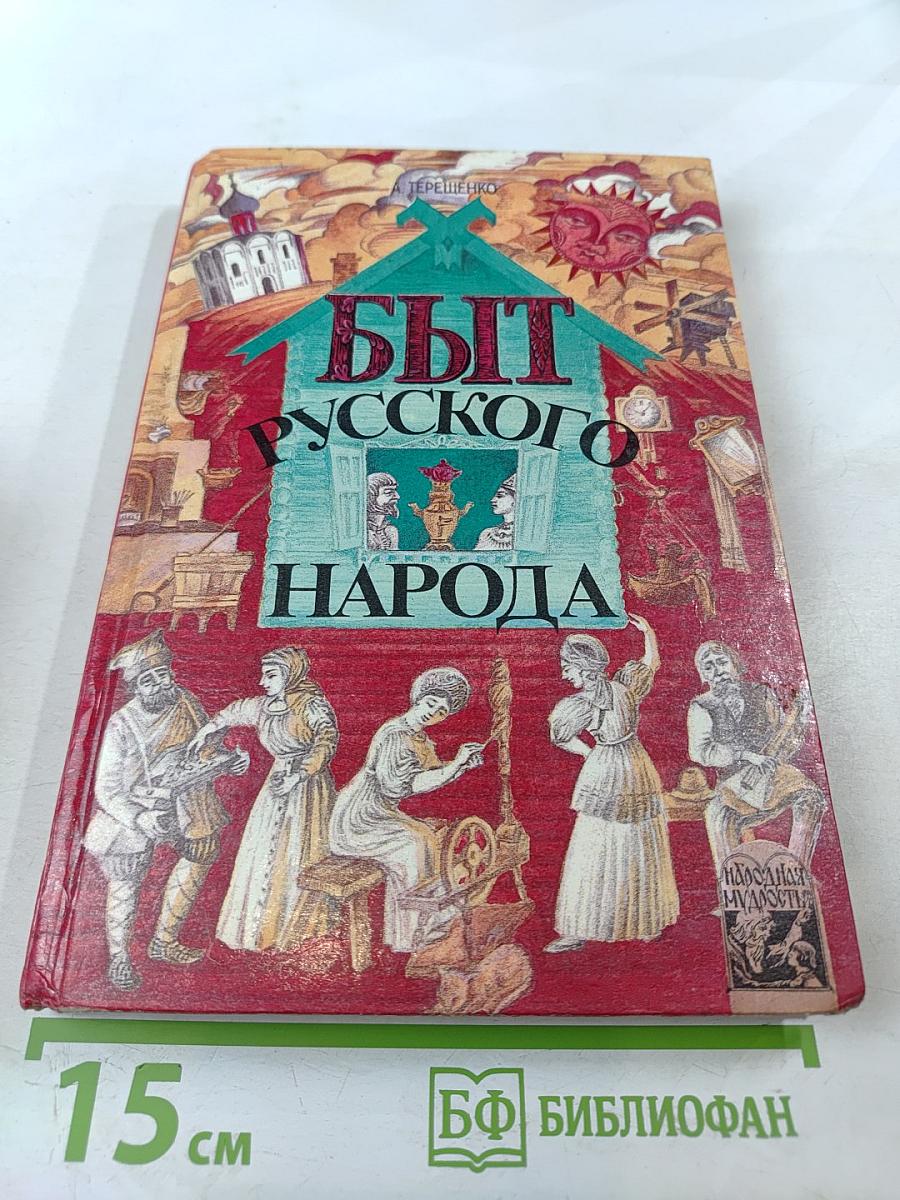 А. ТЕРЕЩЕНКО
БЫТ
РУССКОГО
НАРОДА
НАРОДНАЯ
МУДРОСТЬ
15 см
БФ БИБЛИОФАН